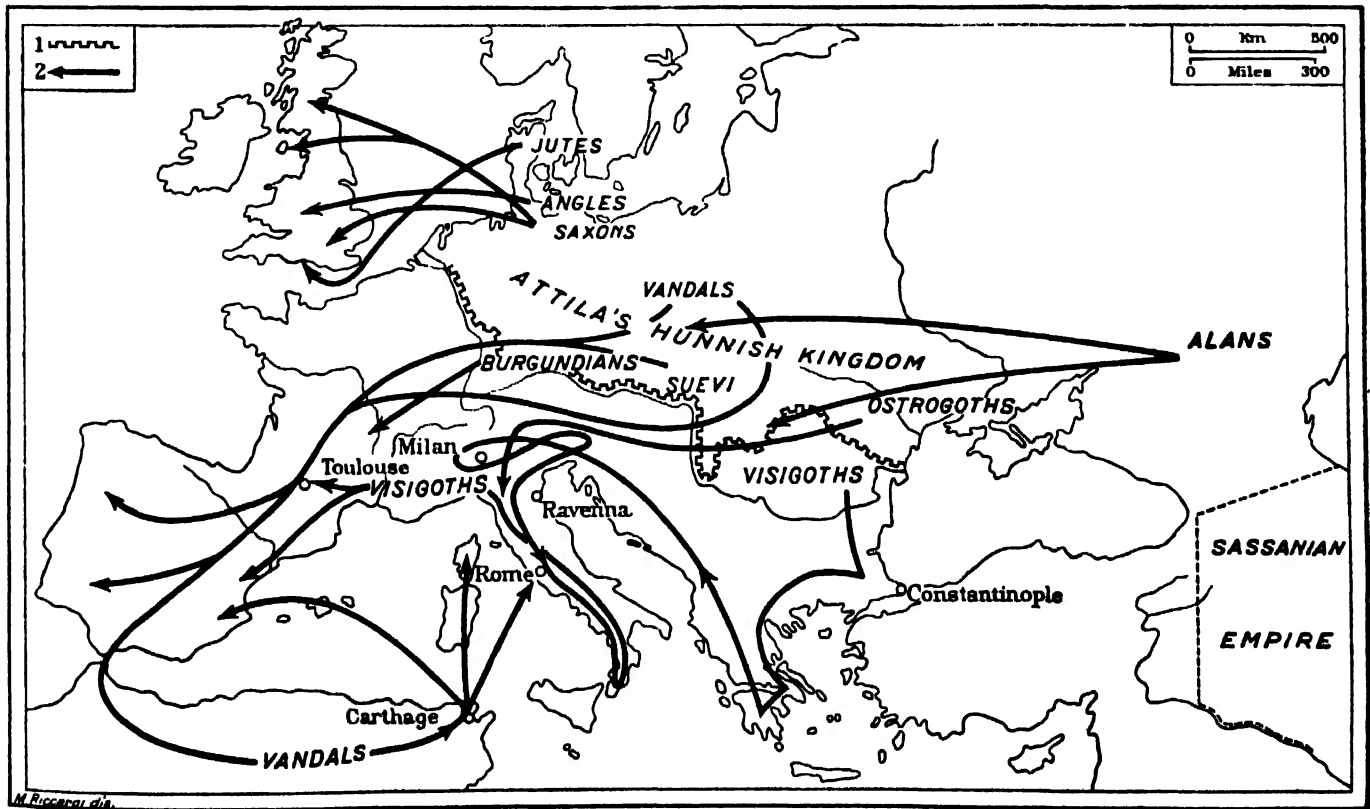 1
2
0 Km 500
0 Miles 300
JUTES
ANGLES
SAXONS
VANDALS
ATTILA'S HUNNISH KINGDOM
ALANS
BURGUNDIANS
SUEVI
OSTROGOTHS
Milan
Toulouse
VISIGOTHS
VISIGOTHS
Ravenna
SASSANIAN
EMPIRE
Rome
Constantinople
Carthage
VANDALS
M. Riccardi dis.